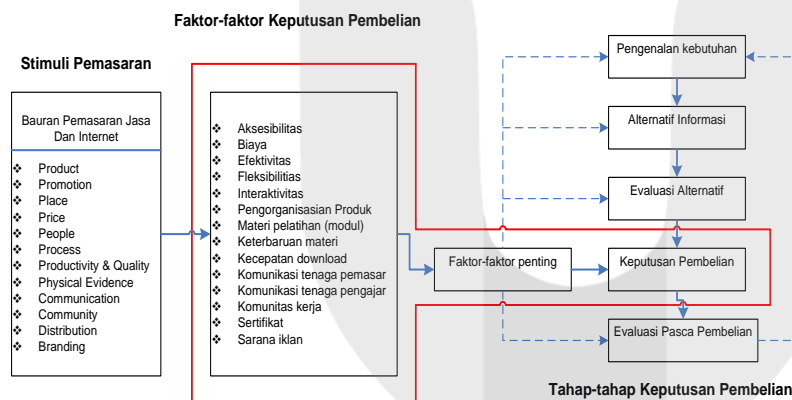 Faktor-faktor Keputusan Pembelian
Stimuli Pemasaran
Bauran Pemasaran Jasa
Dan Internet
❖ Product
❖ Promotion
❖ Place
❖ Price
❖ People
❖ Process
❖ Productivity & Quality
❖ Physical Evidence
❖ Communication
❖ Community
❖ Distribution
❖ Branding
❖ Aksesibilitas
❖ Biaya
❖ Efektivitas
❖ Fleksibilitias
❖ Interaktivitas
❖ Pengorganisasian Produk
❖ Materi pelatihan (modul)
❖ Keterbaruan materi
❖ Kecepatan download
❖ Komunikasi tenaga pemasar
❖ Komunikasi tenaga pengajar
❖ Komunitas kerja
❖ Sertifikat
❖ Sarana iklan
Faktor-faktor penting
Pengenalan kebutuhan
Alternatif Informasi
Evaluasi Alternatif
Keputusan Pembelian
Evaluasi Pasca Pembelian
Tahap-tahap Keputusan Pembelian